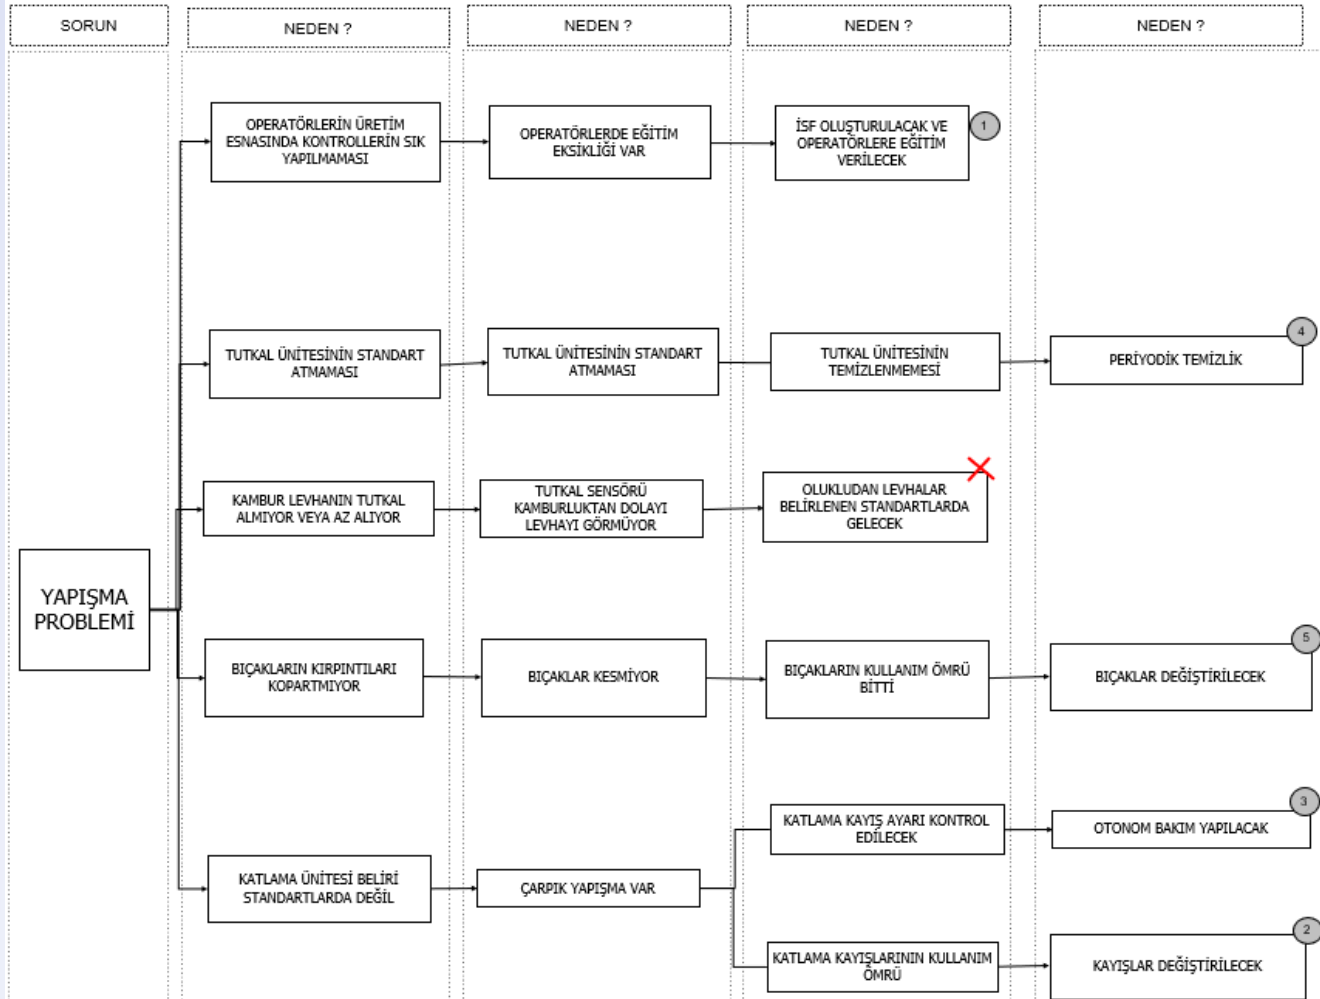 SORUN
NEDEN ?
NEDEN ?
NEDEN ?
NEDEN ?
OPERATÖRLERİN ÜRETİM
ESNASINDA KONTROLLERİN SIK
YAPILMAMASI
OPERATÖRLERDE EĞİTİM
EKSİKLİĞİ VAR
İSF OLUŞTURULACAK VE
OPERATÖRLERE EĞİTİM
VERİLECEK
1
TUTKAL ÜNİTESİNİN STANDART
ATMAMASI
TUTKAL ÜNİTESİNİN STANDART
ATMAMASI
TUTKAL ÜNİTESİNİN
TEMİZLENMEMESİ
PERİYODİK TEMİZLİK
4
KAMBUR LEVHANIN TUTKAL
ALMIYOR VEYA AZ ALIYOR
TUTKAL SENSÖRÜ
KAMBURLUKTAN DOLAYI
LEVHAYI GÖRMÜYOR
OLUKLUDAN LEVHALAR
BELİRLENEN STANDARTLARDA
GELECEK
YAPIŞMA
PROBLEMİ
BIÇAKLARIN KIRPINTILARI
KOPARTMIYOR
BIÇAKLAR KESMİYOR
BIÇAKLARIN KULLANIM ÖMRÜ
BİTTİ
BIÇAKLAR DEĞİŞTİRİLECEK
5
KATLAMA ÜNİTESİ BELİRİ
STANDARTLARDA DEĞİL
ÇARPIK YAPIŞMA VAR
KATLAMA KAYIŞ AYARI KONTROL
EDİLECEK
OTONOM BAKIM YAPILACAK
3
KATLAMA KAYIŞLARININ KULLANIM
ÖMRÜ
KAYIŞLAR DEĞİŞTİRİLECEK
2